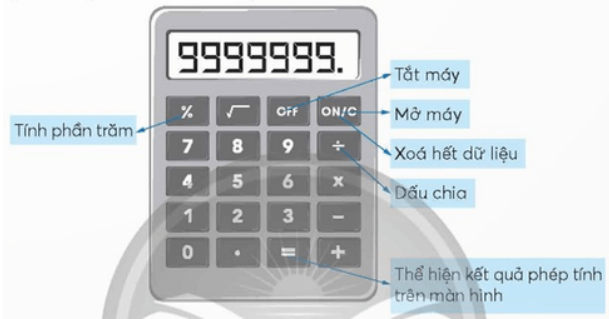 9999999.
Tắt máy
% √ OFF ON/C
Mở máy
Tính phần trăm
7 8 9 ÷
Xoá hết dữ liệu
4 5 6 x
Dấu chia
1 2 3 −
0 . = +
Thể hiện kết quả phép tính
trên màn hình